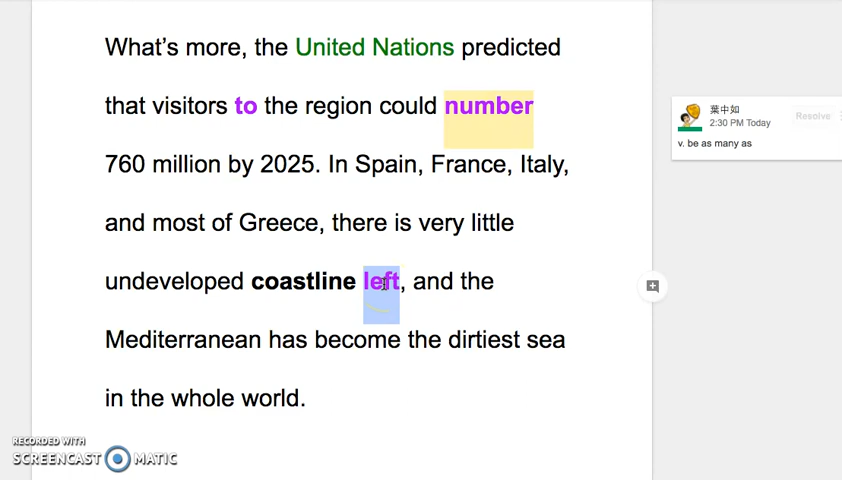 What's more, the United Nations predicted
that visitors to the region could number
760 million by 2025. In Spain, France, Italy,
and most of Greece, there is very little
undeveloped coastline left, and the
Mediterranean has become the dirtiest sea
in the whole world.
葉中如
2:30 PM Today
Resolve
v. be as many as
RECORDED WITH
SCREENCAST MATIC